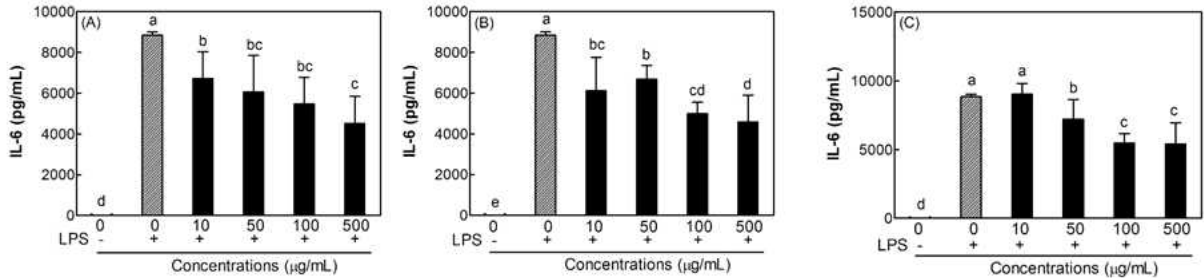 (A)
IL-6 (pg/mL)
10000
8000
6000
4000
2000
0
d
a
b
bc
bc
c
0 0 10 50 100 500
LPS - + + + + +
Concentrations (μg/mL)
(B)
IL-6 (pg/mL)
10000
8000
6000
4000
2000
0
e
a
bc
b
cd
d
0 0 10 50 100 500
LPS - + + + + +
Concentrations (μg/mL)
(C)
IL-6 (pg/mL)
15000
10000
5000
0
d
a
a
b
c
c
0 0 10 50 100 500
LPS - + + + + +
Concentrations (μg/mL)